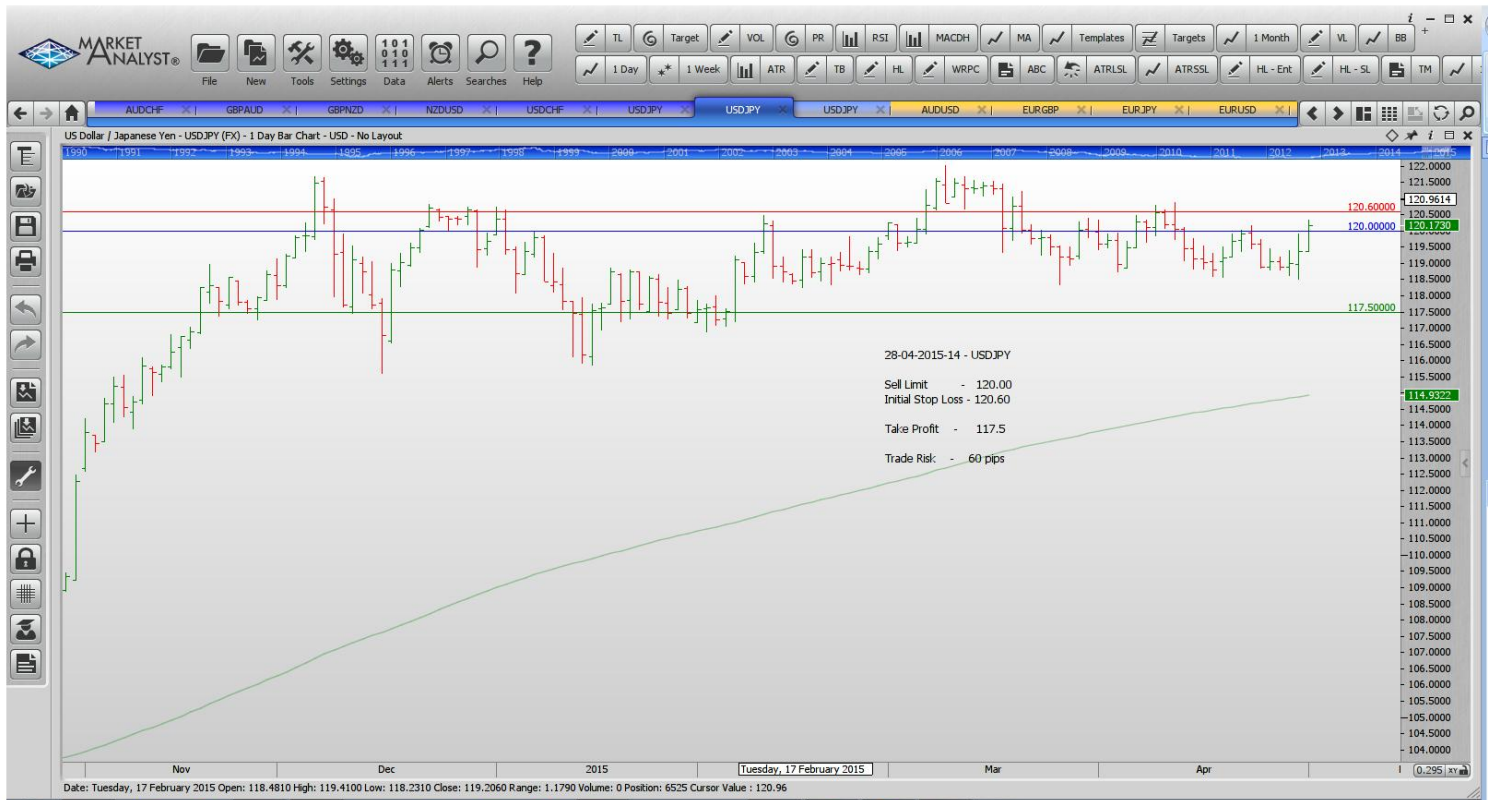 MARKET
ANALYST®
File New Tools Settings Data Alerts Searches Help
TL Target VOL PR RSI MACDH MA Templates Targets 1 Month VL BB
1 Day 1 Week ATR TB HL WRPC ABC ATRLSL ATRSSL HL - Ent HL - SL TM
AUDCHF GBPAUD GBPNZD NZDUSD USDCHF USDJPY USDJPY USDJPY AUDUSD EURGBP EURJPY EURUSD
US Dollar / Japanese Yen - USDJPY (FX) - 1 Day Bar Chart - USD - No Layout
1990 1991 1992 1993 1994 1995 1996 1997 1998 1999 2000 2001 2002 2003 2004 2005 2006 2007 2008 2009 2010 2011 2012 2013 2014 2015
122.0000
121.5000
120.9614
120.60000
120.5000
120.00000 120.1730
119.5000
119.0000
118.5000
118.0000
117.50000 117.5000
117.0000
116.5000
116.0000
115.5000
114.9322
114.5000
114.0000
113.5000
113.0000
112.5000
112.0000
111.5000
111.0000
110.0000
109.5000
109.0000
108.5000
108.0000
107.5000
107.0000
106.5000
106.0000
105.5000
105.0000
104.5000
104.0000
28-04-2015-14 - USDJPY
Sell Limit - 120.00
Initial Stop Loss - 120.60
Take Profit - 117.5
Trade Risk - 60 pips
Nov Dec 2015 Tuesday, 17 February 2015 Mar Apr 0.295 XY
Date: Tuesday, 17 February 2015 Open: 118.4810 High: 119.4100 Low: 118.2310 Close: 119.2060 Range: 1.1790 Volume: 0 Position: 6525 Cursor Value : 120.96